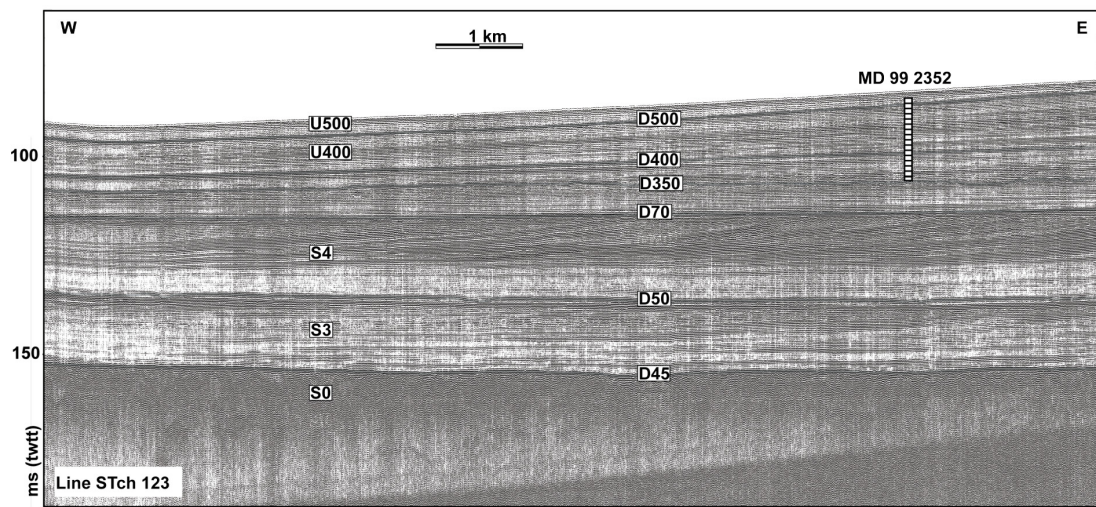 W
E
1 km
MD 99 2352
U500
D500
100
U400
D400
D350
D70
S4
D50
S3
150
D45
S0
ms (twtt)
Line STch 123